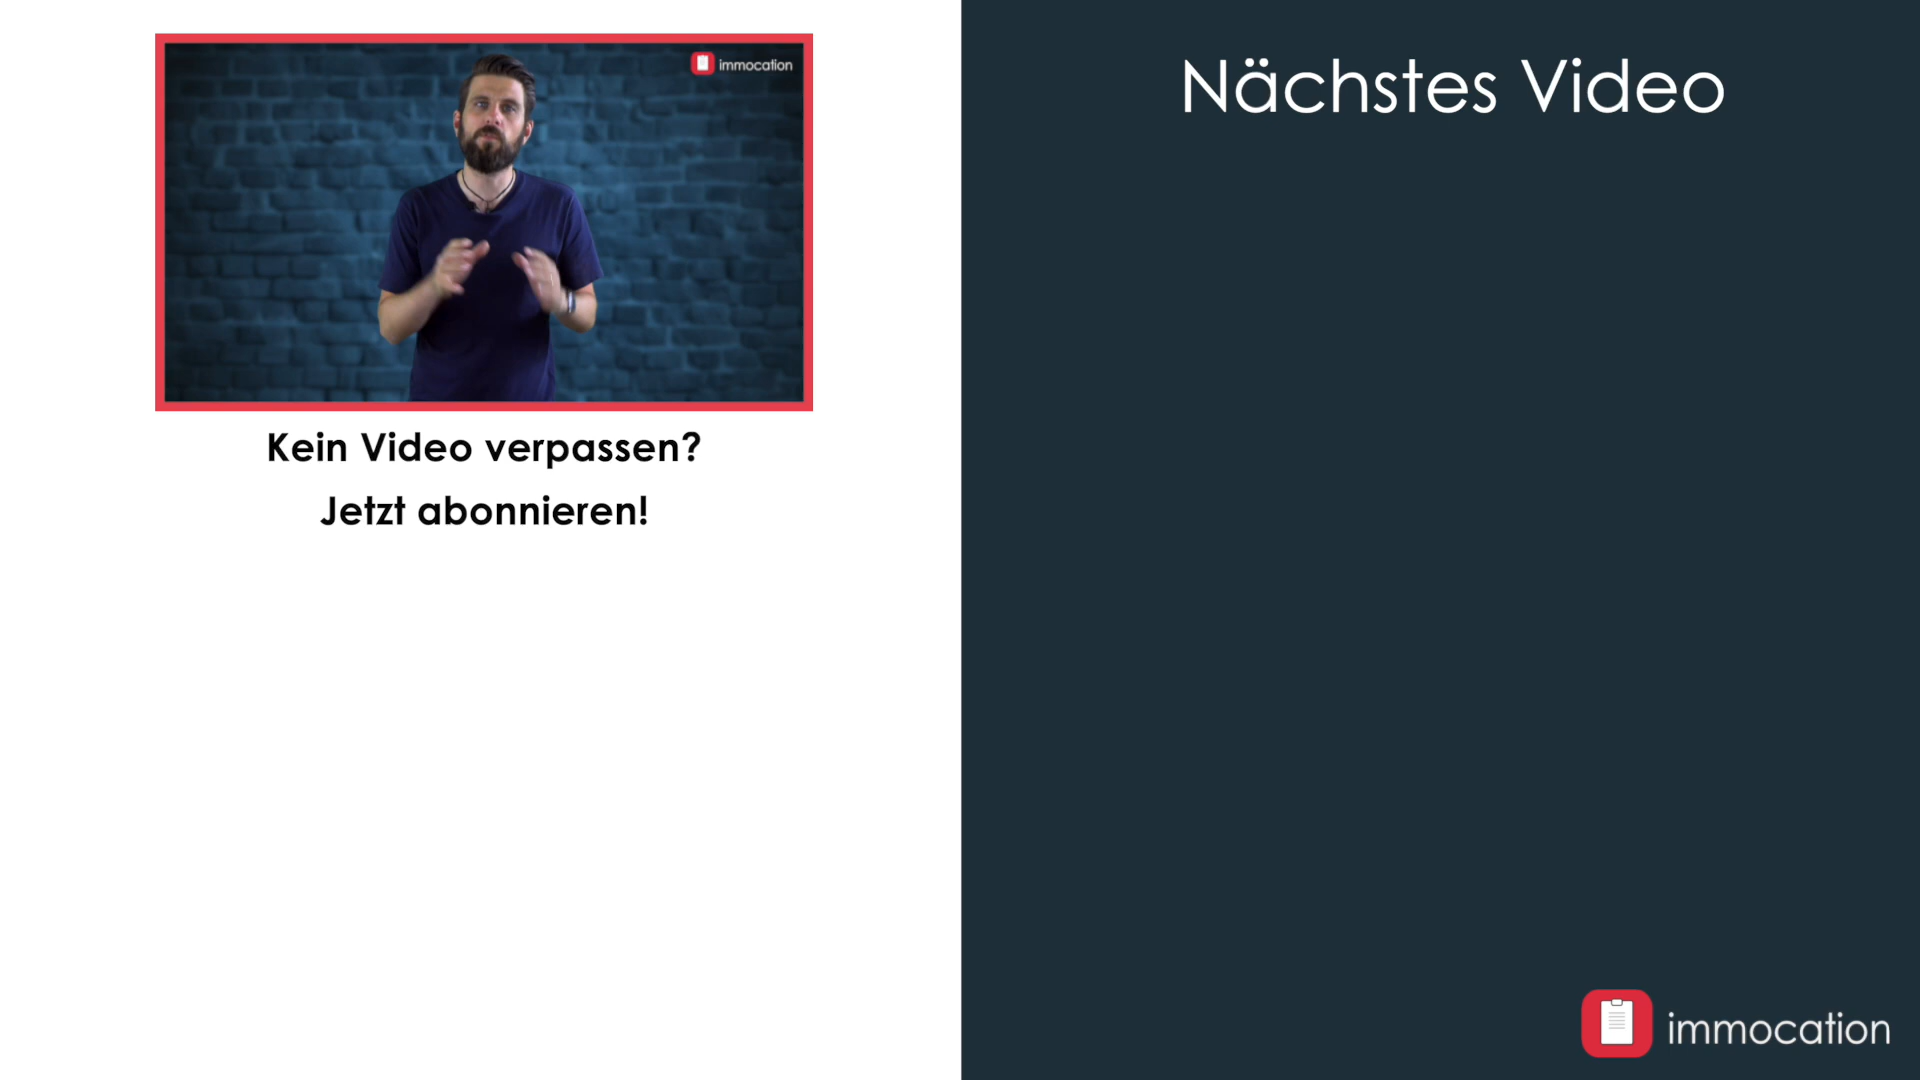 immocation
Kein Video verpassen?
Jetzt abonnieren!
Nächstes Video
immocation